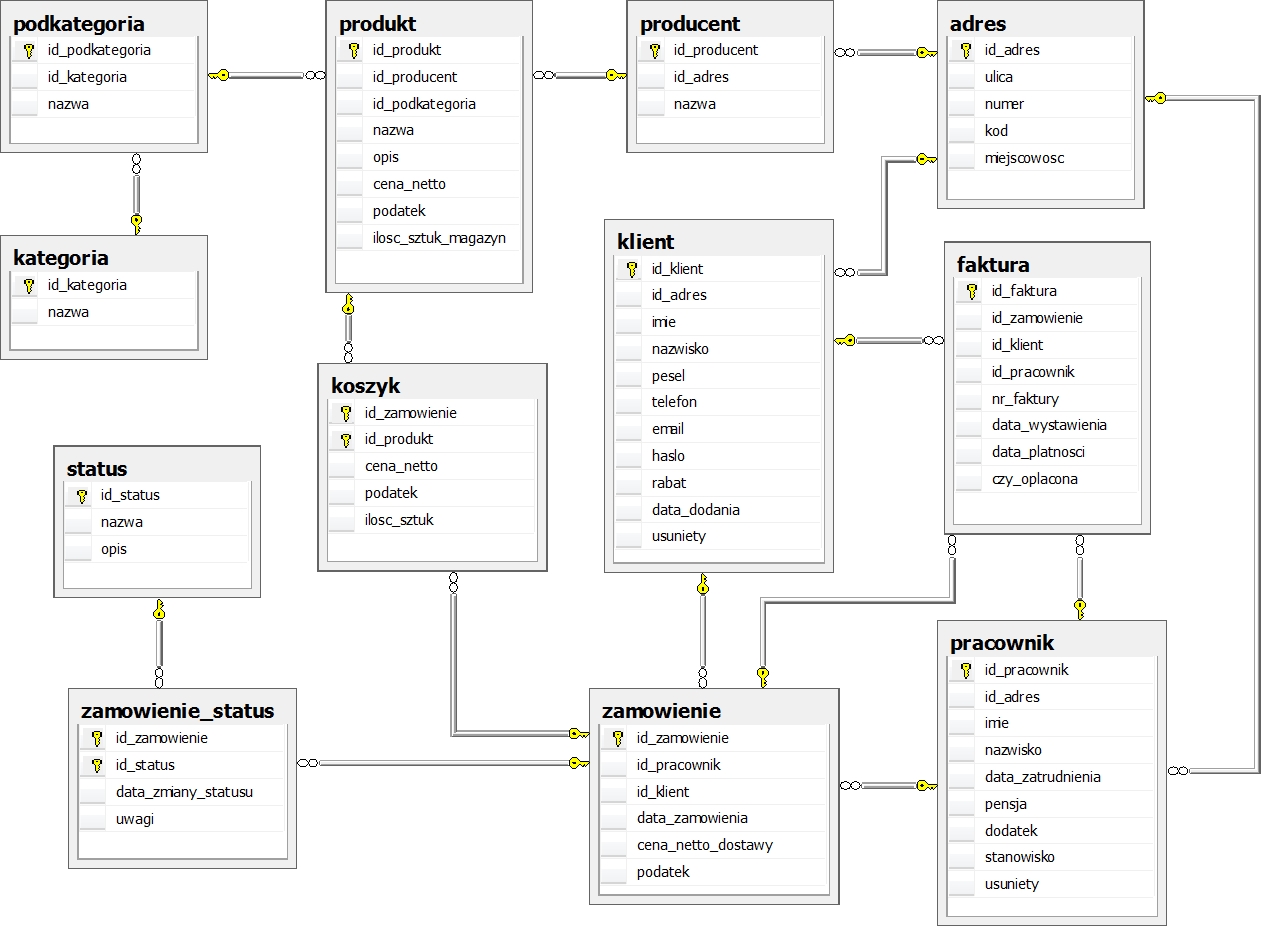 podkategoria
id_podkategoria
id_kategoria
nazwa
produkt
id_produkt
id_producent
id_podkategoria
nazwa
opis
cena_netto
podatek
ilosc_sztuk_magazyn
producent
id_producent
id_adres
nazwa
adres
id_adres
ulica
numer
kod
miejscowosc
kategoria
id_kategoria
nazwa
klient
id_klient
id_adres
imie
nazwisko
pesel
telefon
email
haslo
rabat
data_dodania
usuniety
faktura
id_faktura
id_zamowienie
id_klient
id_pracownik
nr_faktury
data_wystawienia
data_platnosci
czy_oplacona
koszyk
id_zamowienie
id_produkt
cena_netto
podatek
ilosc_sztuk
status
id_status
nazwa
opis
zamowienie_status
id_zamowienie
id_status
data_zmiany_statusu
uwagi
zamowienie
id_zamowienie
id_pracownik
id_klient
data_zamowienia
cena_netto_dostawy
podatek
pracownik
id_pracownik
id_adres
imie
nazwisko
data_zatrudnienia
pensja
dodatek
stanowisko
usuniety